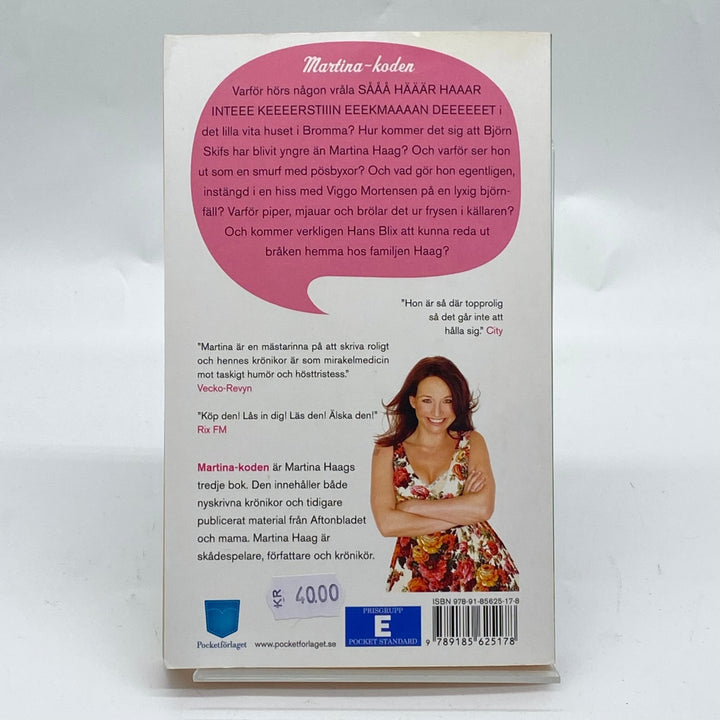 Martina-koden
Varför hörs någon vråla SÅÅÅ HÄÄÄR HAAAR
INTEEE KEEEERSTIIIN EEEKMAAAAN DEEEEEET i
det lilla vita huset i Bromma? Hur kommer det sig att Björn
Skifs har blivit yngre än Martina Haag? Och varför ser hon
ut som en smurf med pösbyxor? Och vad gör hon egentligen,
instängd i en hiss med Viggo Mortensen på en lyxig björn-
fäll? Varför piper, mjauar och brölar det ur frysen i källaren?
Och kommer verkligen Hans Blix att kunna reda ut
bråken hemma hos familjen Haag?
"Hon är så där topprolig
så det går inte att
hålla sig." City
"Martina är en mästarinna på att skriva roligt
och hennes krönikor är som mirakelmedicin
mot taskigt humör och hösttristess."
Vecko-Revyn
"Köp den! Lås in dig! Läs den! Älska den!"
Rix FM
Martina-koden är Martina Haags
tredje bok. Den innehåller både
nyskrivna krönikor och tidigare
publicerat material från Aftonbladet
och mama. Martina Haag är
skådespelare, författare och krönikör.
KR 40.00
Pocketförlaget
www.pocketforlaget.se
PRISGRUPP
E
POCKET STANDARD
ISBN 978-91-85625-17-8
9 789185 625178